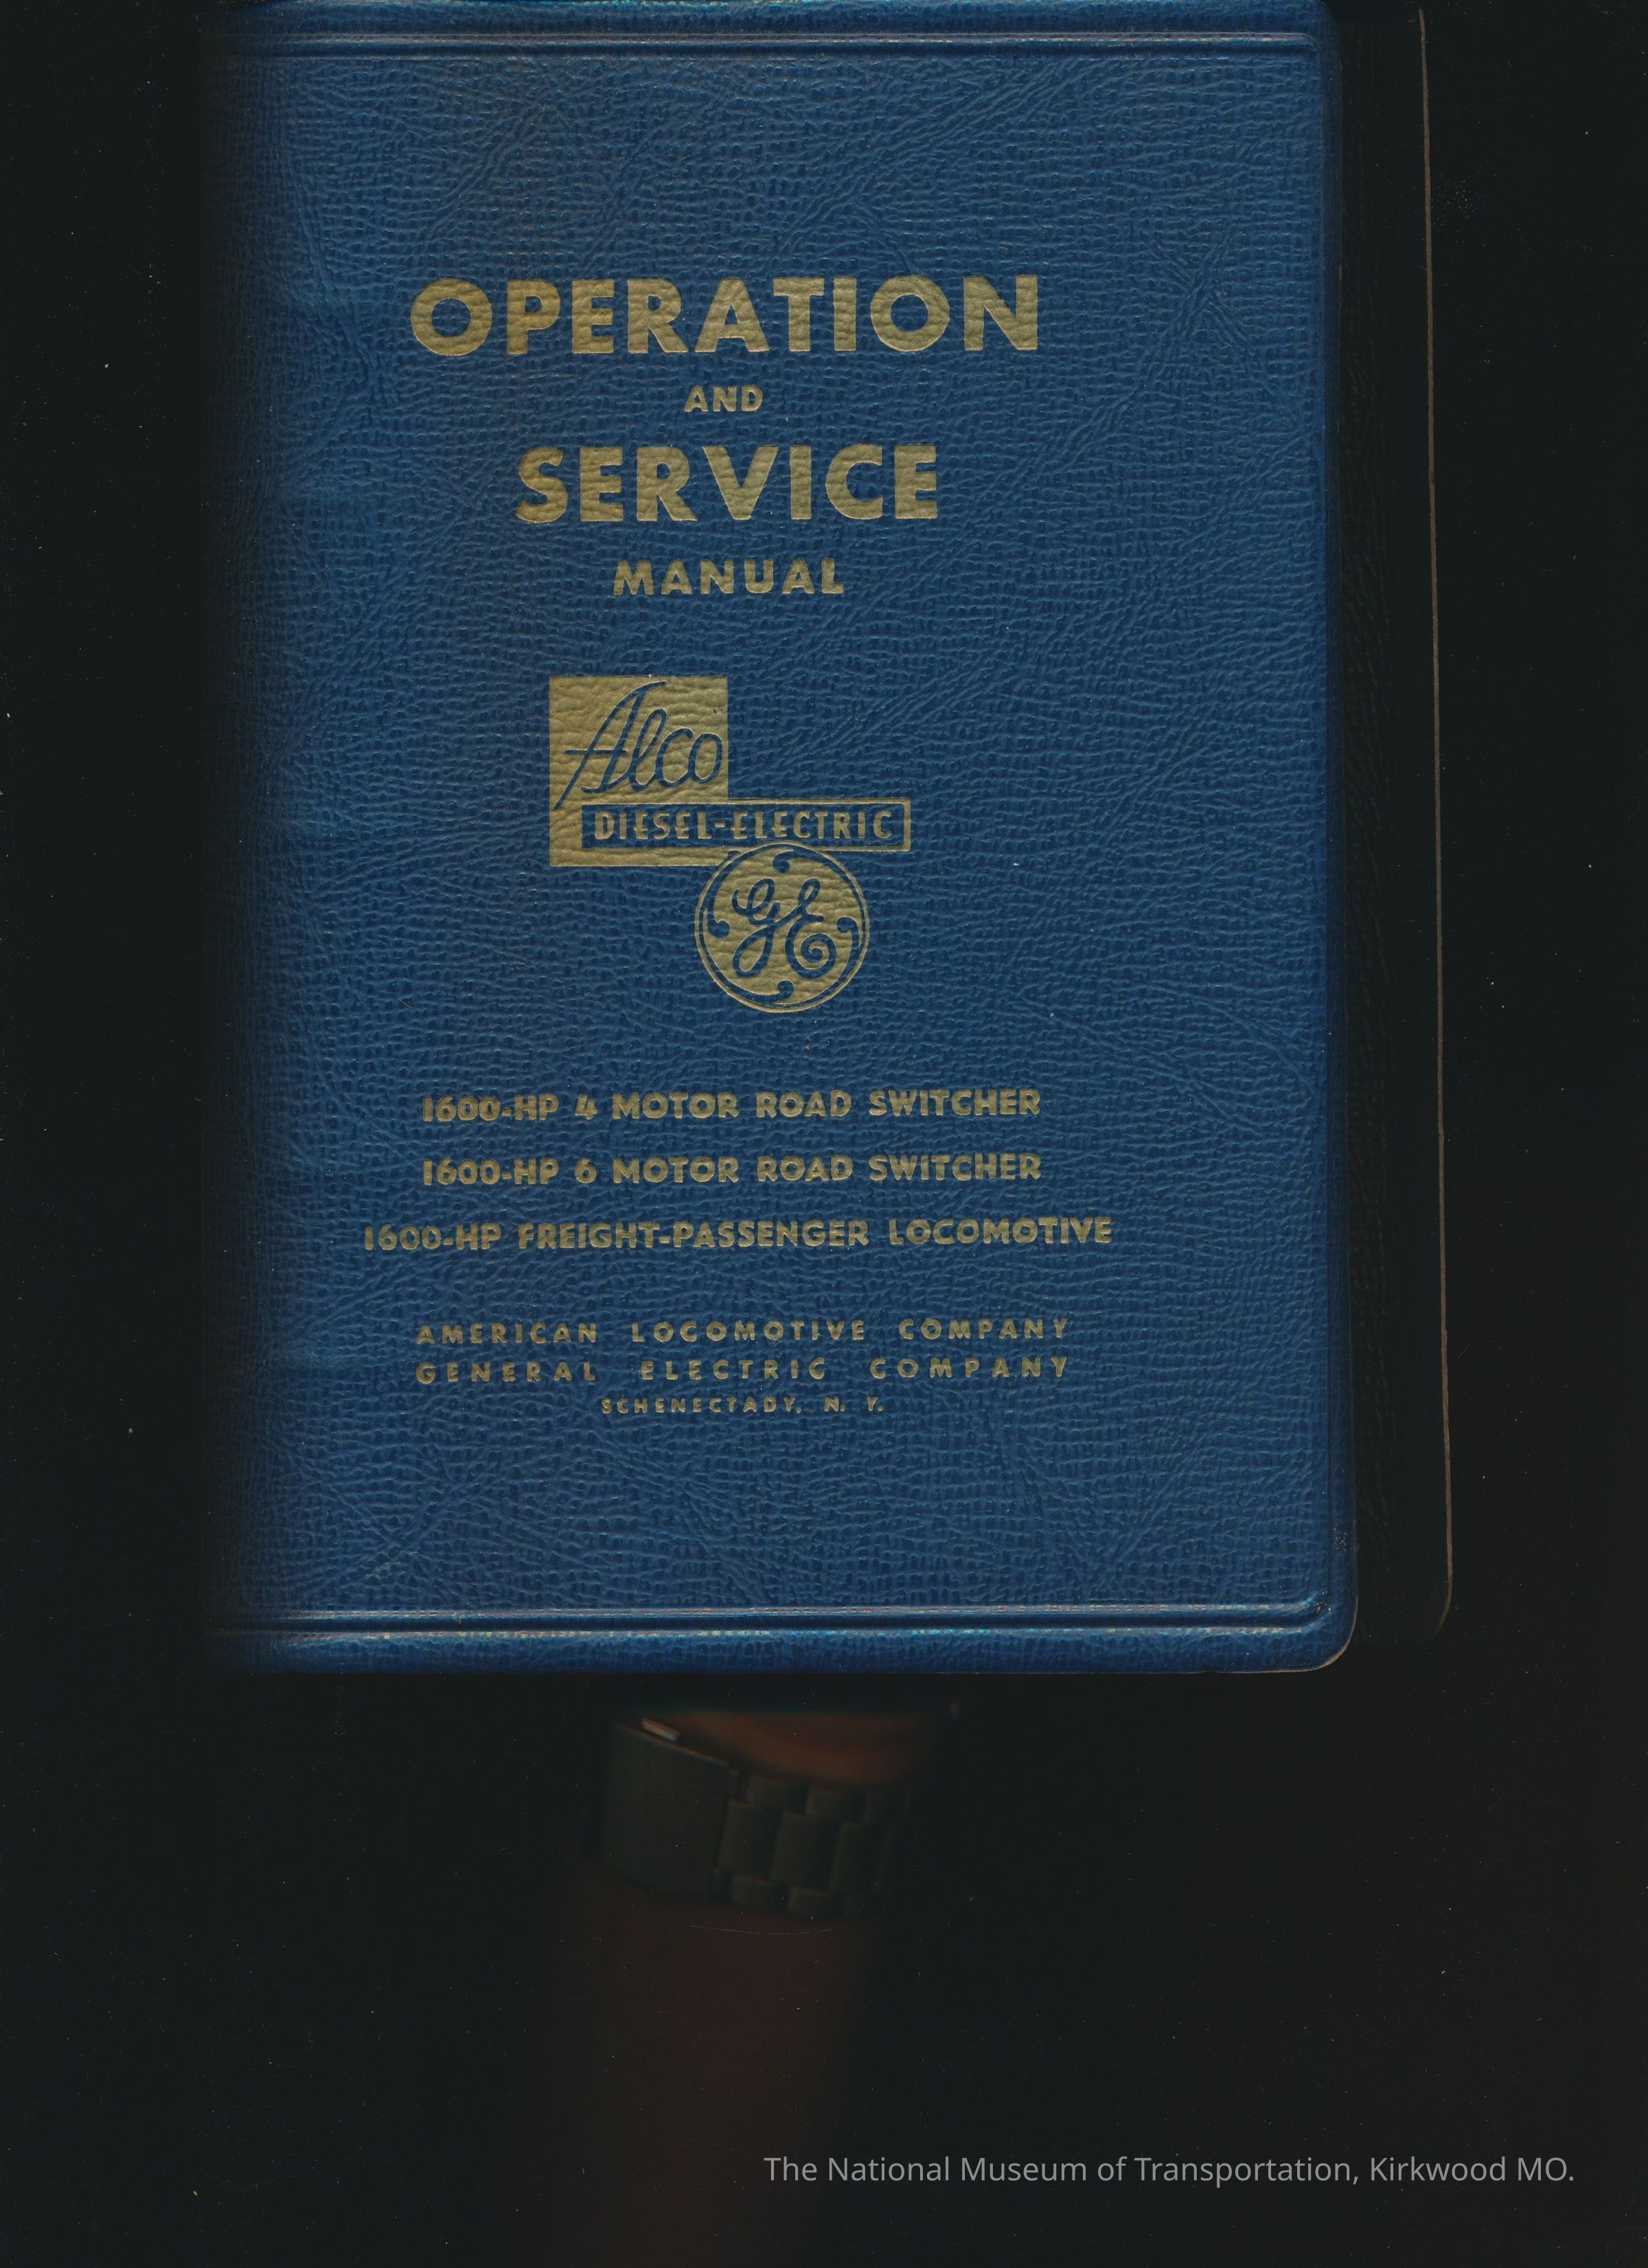 OPERATION
AND
SERVICE
MANUAL
Alco
DIESEL-ELECTRIC
GE
1600-HP 4 MOTOR ROAD SWITCHER
1600-HP 6 MOTOR ROAD SWITCHER
1600-HP FREIGHT-PASSENGER LOCOMOTIVE
AMERICAN LOCOMOTIVE COMPANY
GENERAL ELECTRIC COMPANY
SCHENECTADY, N. Y.
The National Museum of Transportation, Kirkwood MO.